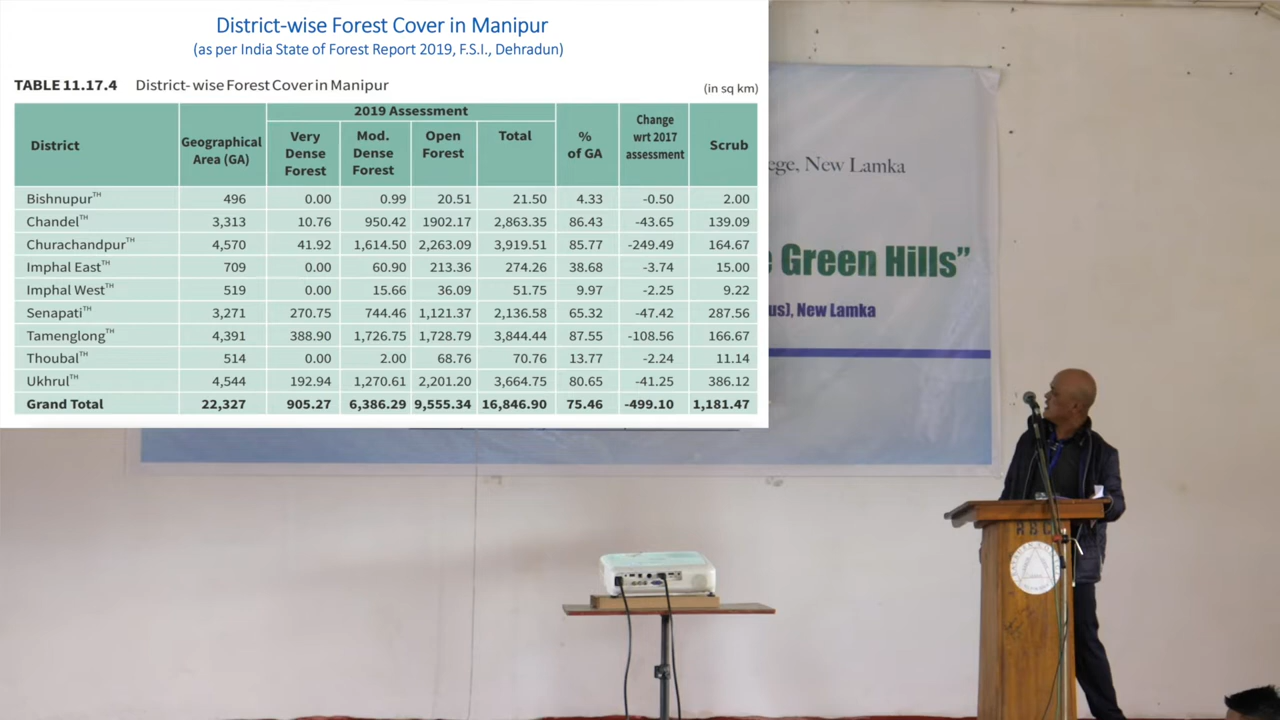 District-wise Forest Cover in Manipur
(as per India State of Forest Report 2019, F.S.I., Dehradun)
TABLE 11.17.4 District- wise Forest Cover in Manipur (in sq km)
District Geographical Area (GA) 2019 Assessment % of GA Change wrt 2017 assessment Scrub
Very Dense Forest Mod. Dense Forest Open Forest Total
Bishnupur™ 496 0.00 0.99 20.51 21.50 4.33 -0.50 2.00
Chandel™ 3,313 10.76 950.42 1902.17 2,863.35 86.43 -43.65 139.09
Churachandpur™ 4,570 41.92 1,614.50 2,263.09 3,919.51 85.77 -249.49 164.67
Imphal East™ 709 0.00 60.90 213.36 274.26 38.68 -3.74 15.00
Imphal West™ 519 0.00 15.66 36.09 51.75 9.97 -2.25 9.22
Senapati™ 3,271 270.75 744.46 1,121.37 2,136.58 65.32 -47.42 287.56
Tamenglong™ 4,391 388.90 1,726.75 1,728.79 3,844.44 87.55 -108.56 166.67
Thoubal™ 514 0.00 2.00 68.76 70.76 13.77 -2.24 11.14
Ukhrul™ 4,544 192.94 1,270.61 2,201.20 3,664.75 80.65 -41.25 386.12
Grand Total 22,327 905.27 6,386.29 9,555.34 16,846.90 75.46 -499.10 1,181.47
ege, New Lamka
Green Hills”
us), New Lamka
R B C